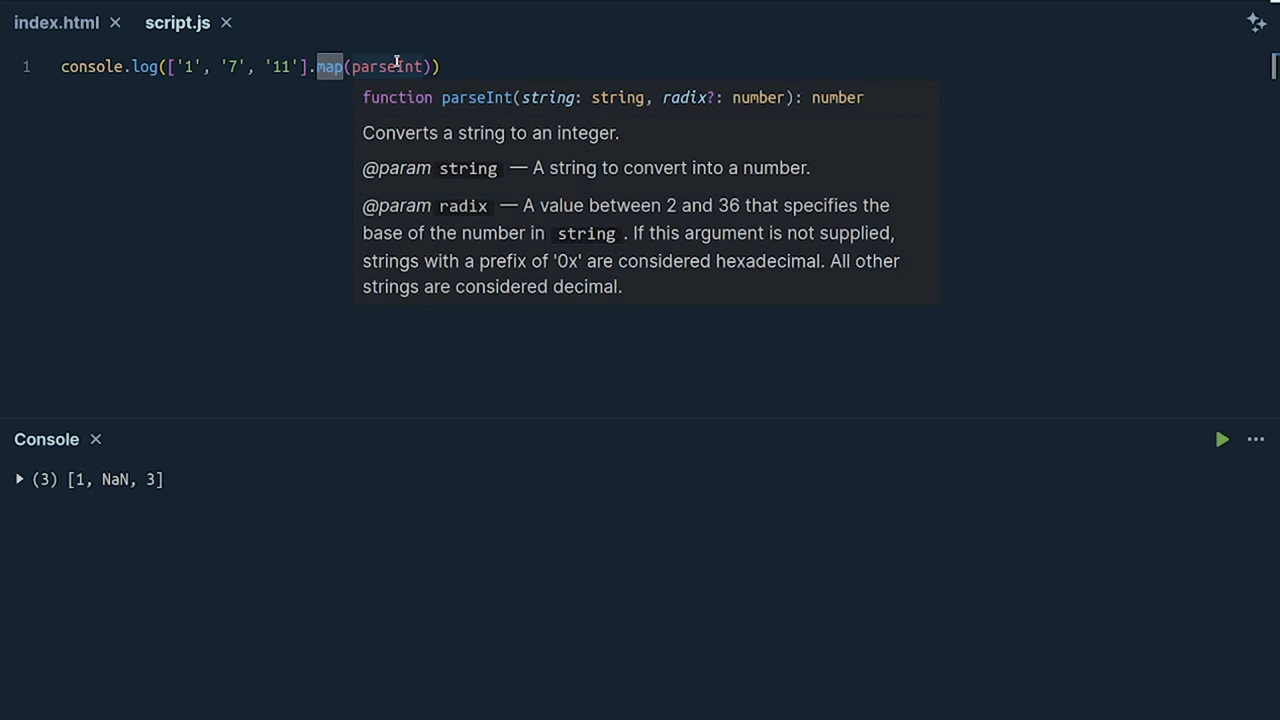 index.html × script.js ×
1 console.log(['1', '7', '11'].map(parseInt))
function parseInt(string: string, radix?: number): number
Converts a string to an integer.
@param string — A string to convert into a number.
@param radix — A value between 2 and 36 that specifies the
base of the number in string . If this argument is not supplied,
strings with a prefix of '0x' are considered hexadecimal. All other
strings are considered decimal.
Console ×
(3) [1, NaN, 3]